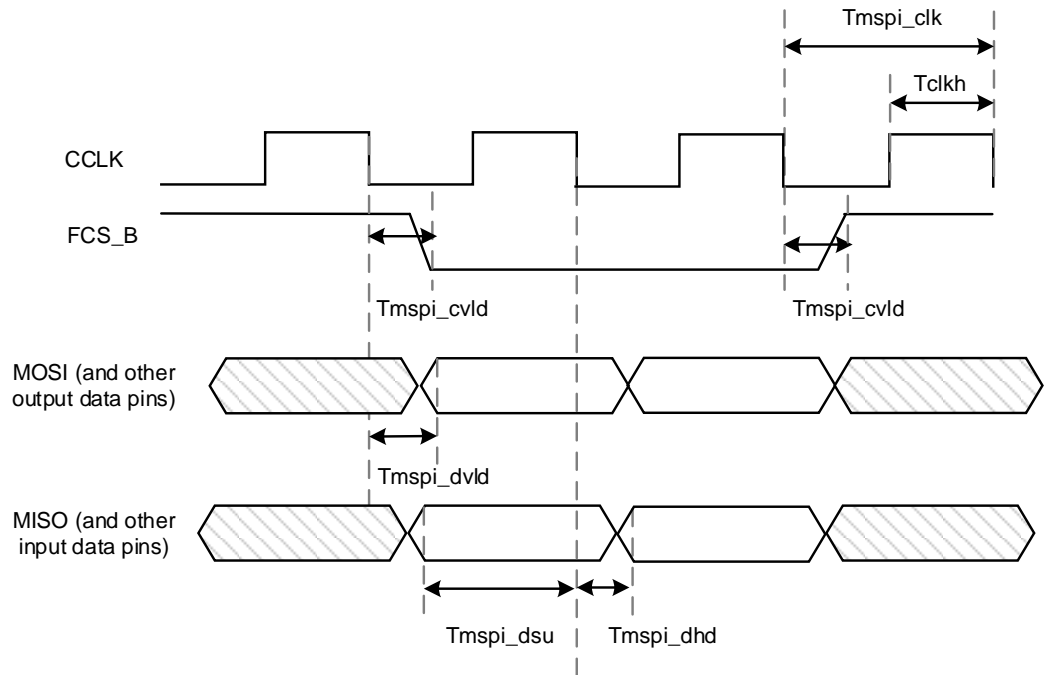 Tmspi_clk
Tclkh
CCLK
FCS_B
Tmspi_cvld
Tmspi_cvld
MOSI (and other
output data pins)
Tmspi_dvld
MISO (and other
input data pins)
Tmspi_dsu
Tmspi_dhd